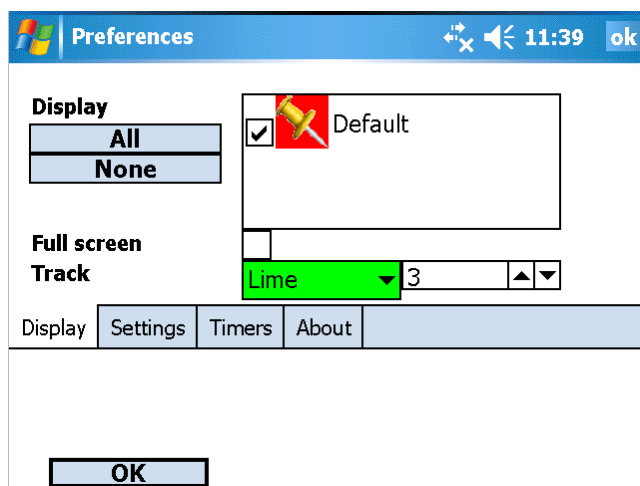 Preferences 11:39 ok
Display
All
None
Default
Full screen
Track
Lime 3
Display Settings Timers About
OK